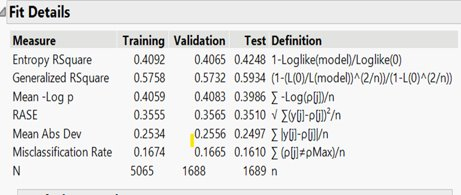 Fit Details
Measure Training Validation Test Definition
Entropy RSquare 0.4092 0.4065 0.4248 1-Loglike(model)/Loglike(0)
Generalized RSquare 0.5758 0.5732 0.5934 (1-(L(0)/L(model))^(2/n))/(1-L(0)^(2/n))
Mean -Log p 0.4059 0.4083 0.3986 ∑ -Log(ρ[j])/n
RASE 0.3555 0.3565 0.3510 √ ∑(y[j]-ρ[j])²/n
Mean Abs Dev 0.2534 0.2556 0.2497 ∑ |y[j]-ρ[j]|/n
Misclassification Rate 0.1674 0.1665 0.1610 ∑ (ρ[j]≠ρMax)/n
N 5065 1688 1689 n